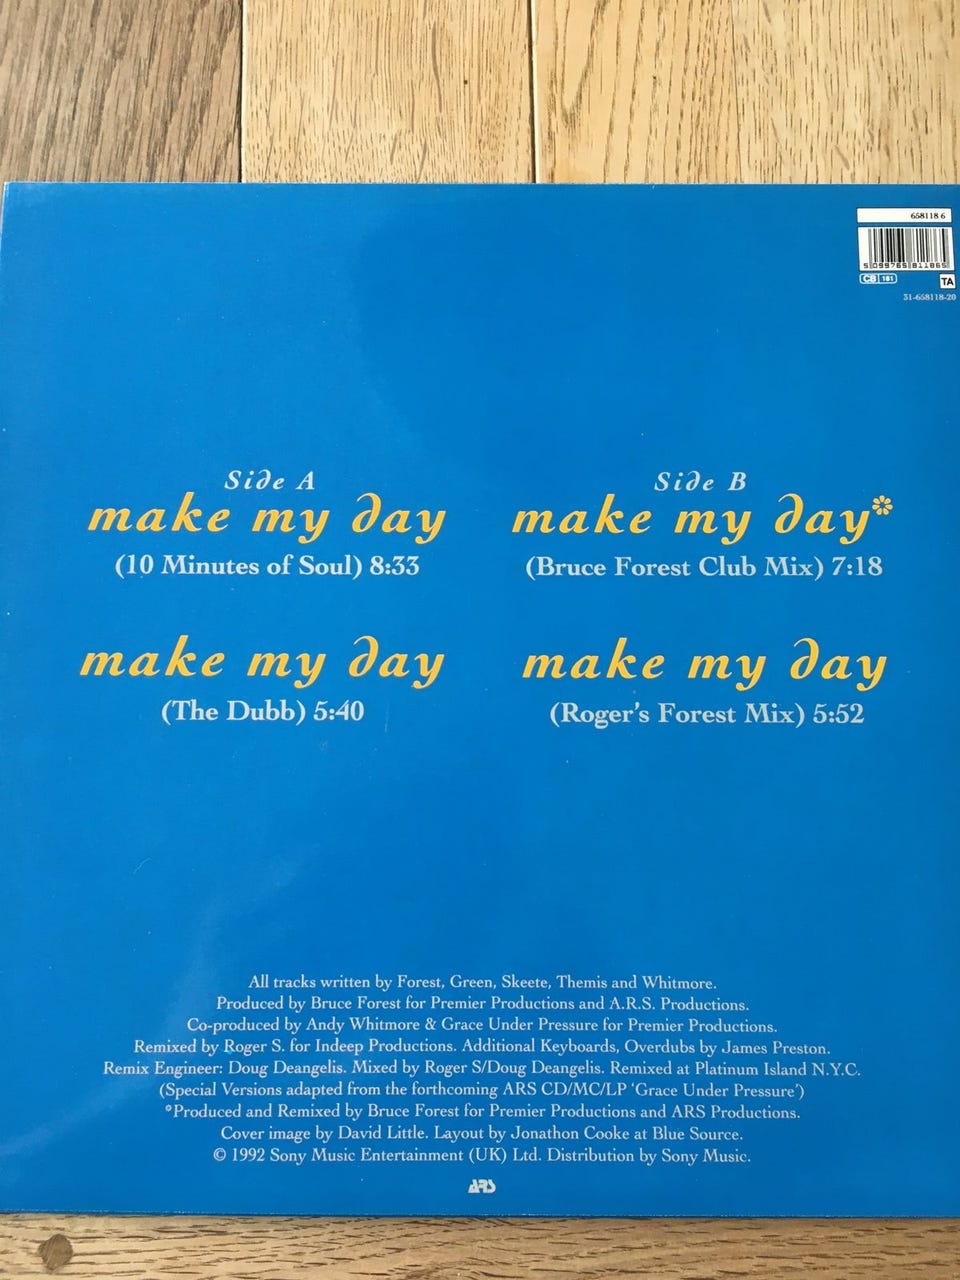 658118 6
5 099765 811865
CB 181
TA
31-658118-20
Side A
make my day
(10 Minutes of Soul) 8:33
make my day
(The Dubb) 5:40
Side B
make my day*
(Bruce Forest Club Mix) 7:18
make my day
(Roger's Forest Mix) 5:52
All tracks written by Forest, Green, Skeete, Themis and Whitmore.
Produced by Bruce Forest for Premier Productions and A.R.S. Productions.
Co-produced by Andy Whitmore & Grace Under Pressure for Premier Productions.
Remixed by Roger S. for Indeep Productions. Additional Keyboards, Overdubs by James Preston.
Remix Engineer: Doug Deangelis. Mixed by Roger S/Doug Deangelis. Remixed at Platinum Island N.Y.C.
(Special Versions adapted from the forthcoming ARS CD/MC/LP ‘Grace Under Pressure’)
*Produced and Remixed by Bruce Forest for Premier Productions and ARS Productions.
Cover image by David Little. Layout by Jonathon Cooke at Blue Source.
© 1992 Sony Music Entertainment (UK) Ltd. Distribution by Sony Music.
ARS